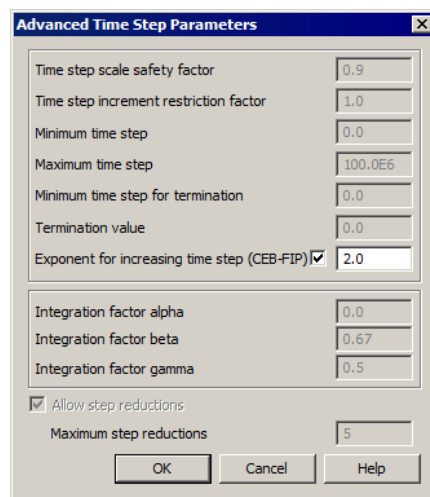 Advanced Time Step Parameters
Time step scale safety factor 0.9
Time step increment restriction factor 1.0
Minimum time step 0.0
Maximum time step 100.0E6
Minimum time step for termination 0.0
Termination value 0.0
Exponent for increasing time step (CEB-FIP) 2.0
Integration factor alpha 0.0
Integration factor beta 0.67
Integration factor gamma 0.5
Allow step reductions
Maximum step reductions 5
OK Cancel Help